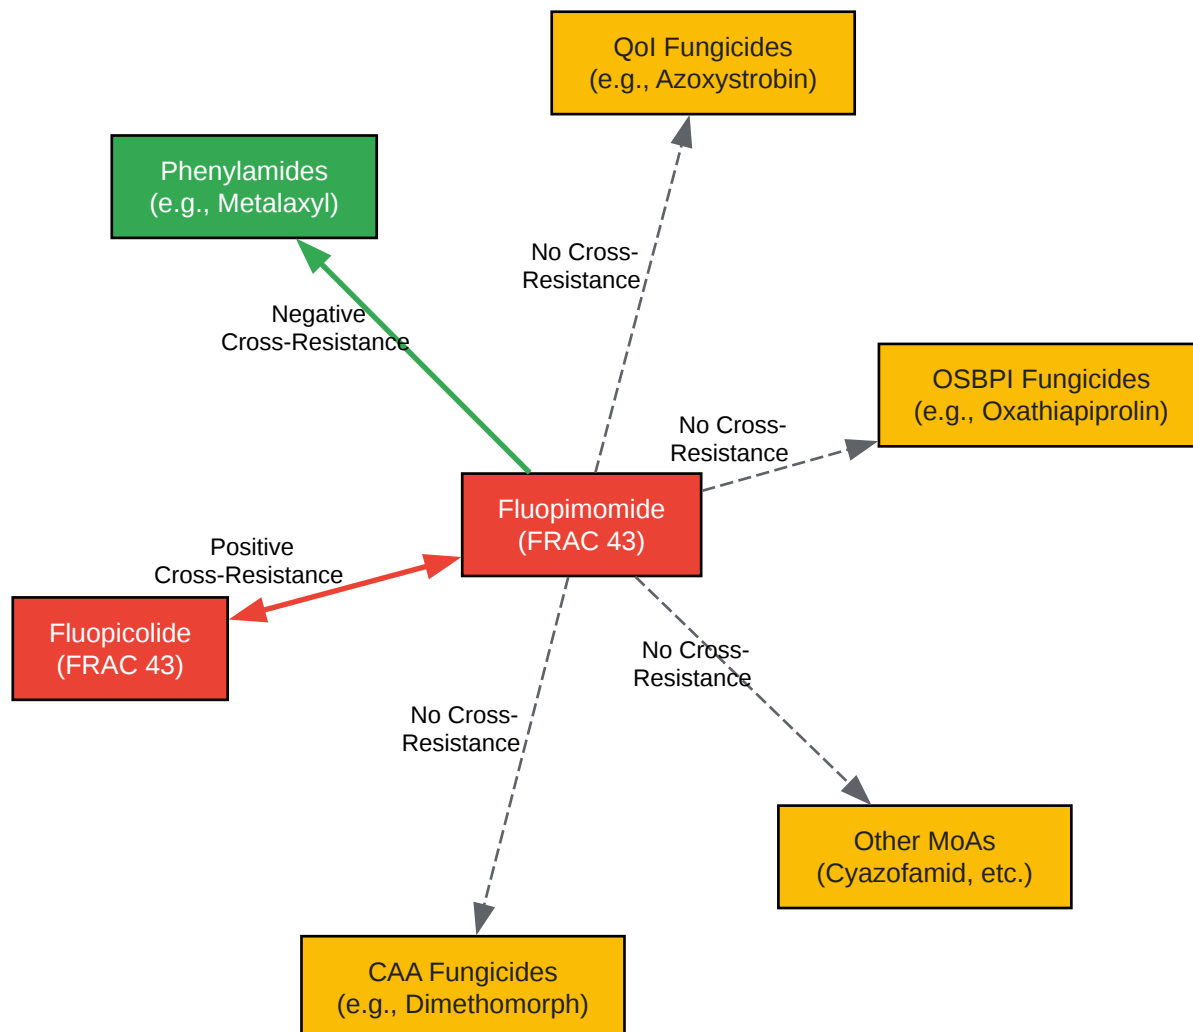 QoI Fungicides
(e.g., Azoxystrobin)
Phenylamides
(e.g., Metalaxyl)
No Cross-
Resistance
Negative
Cross-Resistance
OSBPI Fungicides
(e.g., Oxathiapiprolin)
No Cross-
Resistance
Fluopimomide
(FRAC 43)
Positive
Cross-Resistance
Fluopicolide
(FRAC 43)
No Cross-
Resistance
No Cross-
Resistance
Other MoAs
(Cyazofamid, etc.)
CAA Fungicides
(e.g., Dimethomorph)